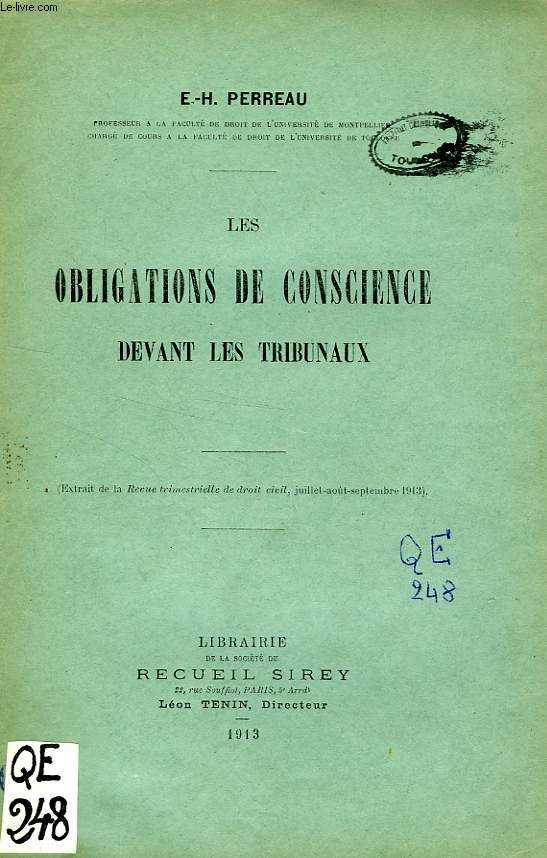 Le-livre.com
E.-H. PERREAU
PROFESSEUR A LA FACULTÉ DE DROIT DE L'UNIVERSITÉ DE MONTPELLIER
CHARGÉ DE COURS A LA FACULTÉ DE DROIT DE L'UNIVERSITÉ DE TOULOUSE
TOULOUSE
LES
OBLIGATIONS DE CONSCIENCE
DEVANT LES TRIBUNAUX
(Extrait de la Revue trimestrielle de droit civil, juillet-août-septembre 1913).
QE
248
LIBRAIRIE
DE LA SOCIÉTÉ DU
RECUEIL SIREY
22, rue Soufflot, PARIS, 5e Arrdt
Léon TENIN, Directeur
1913
QE
248